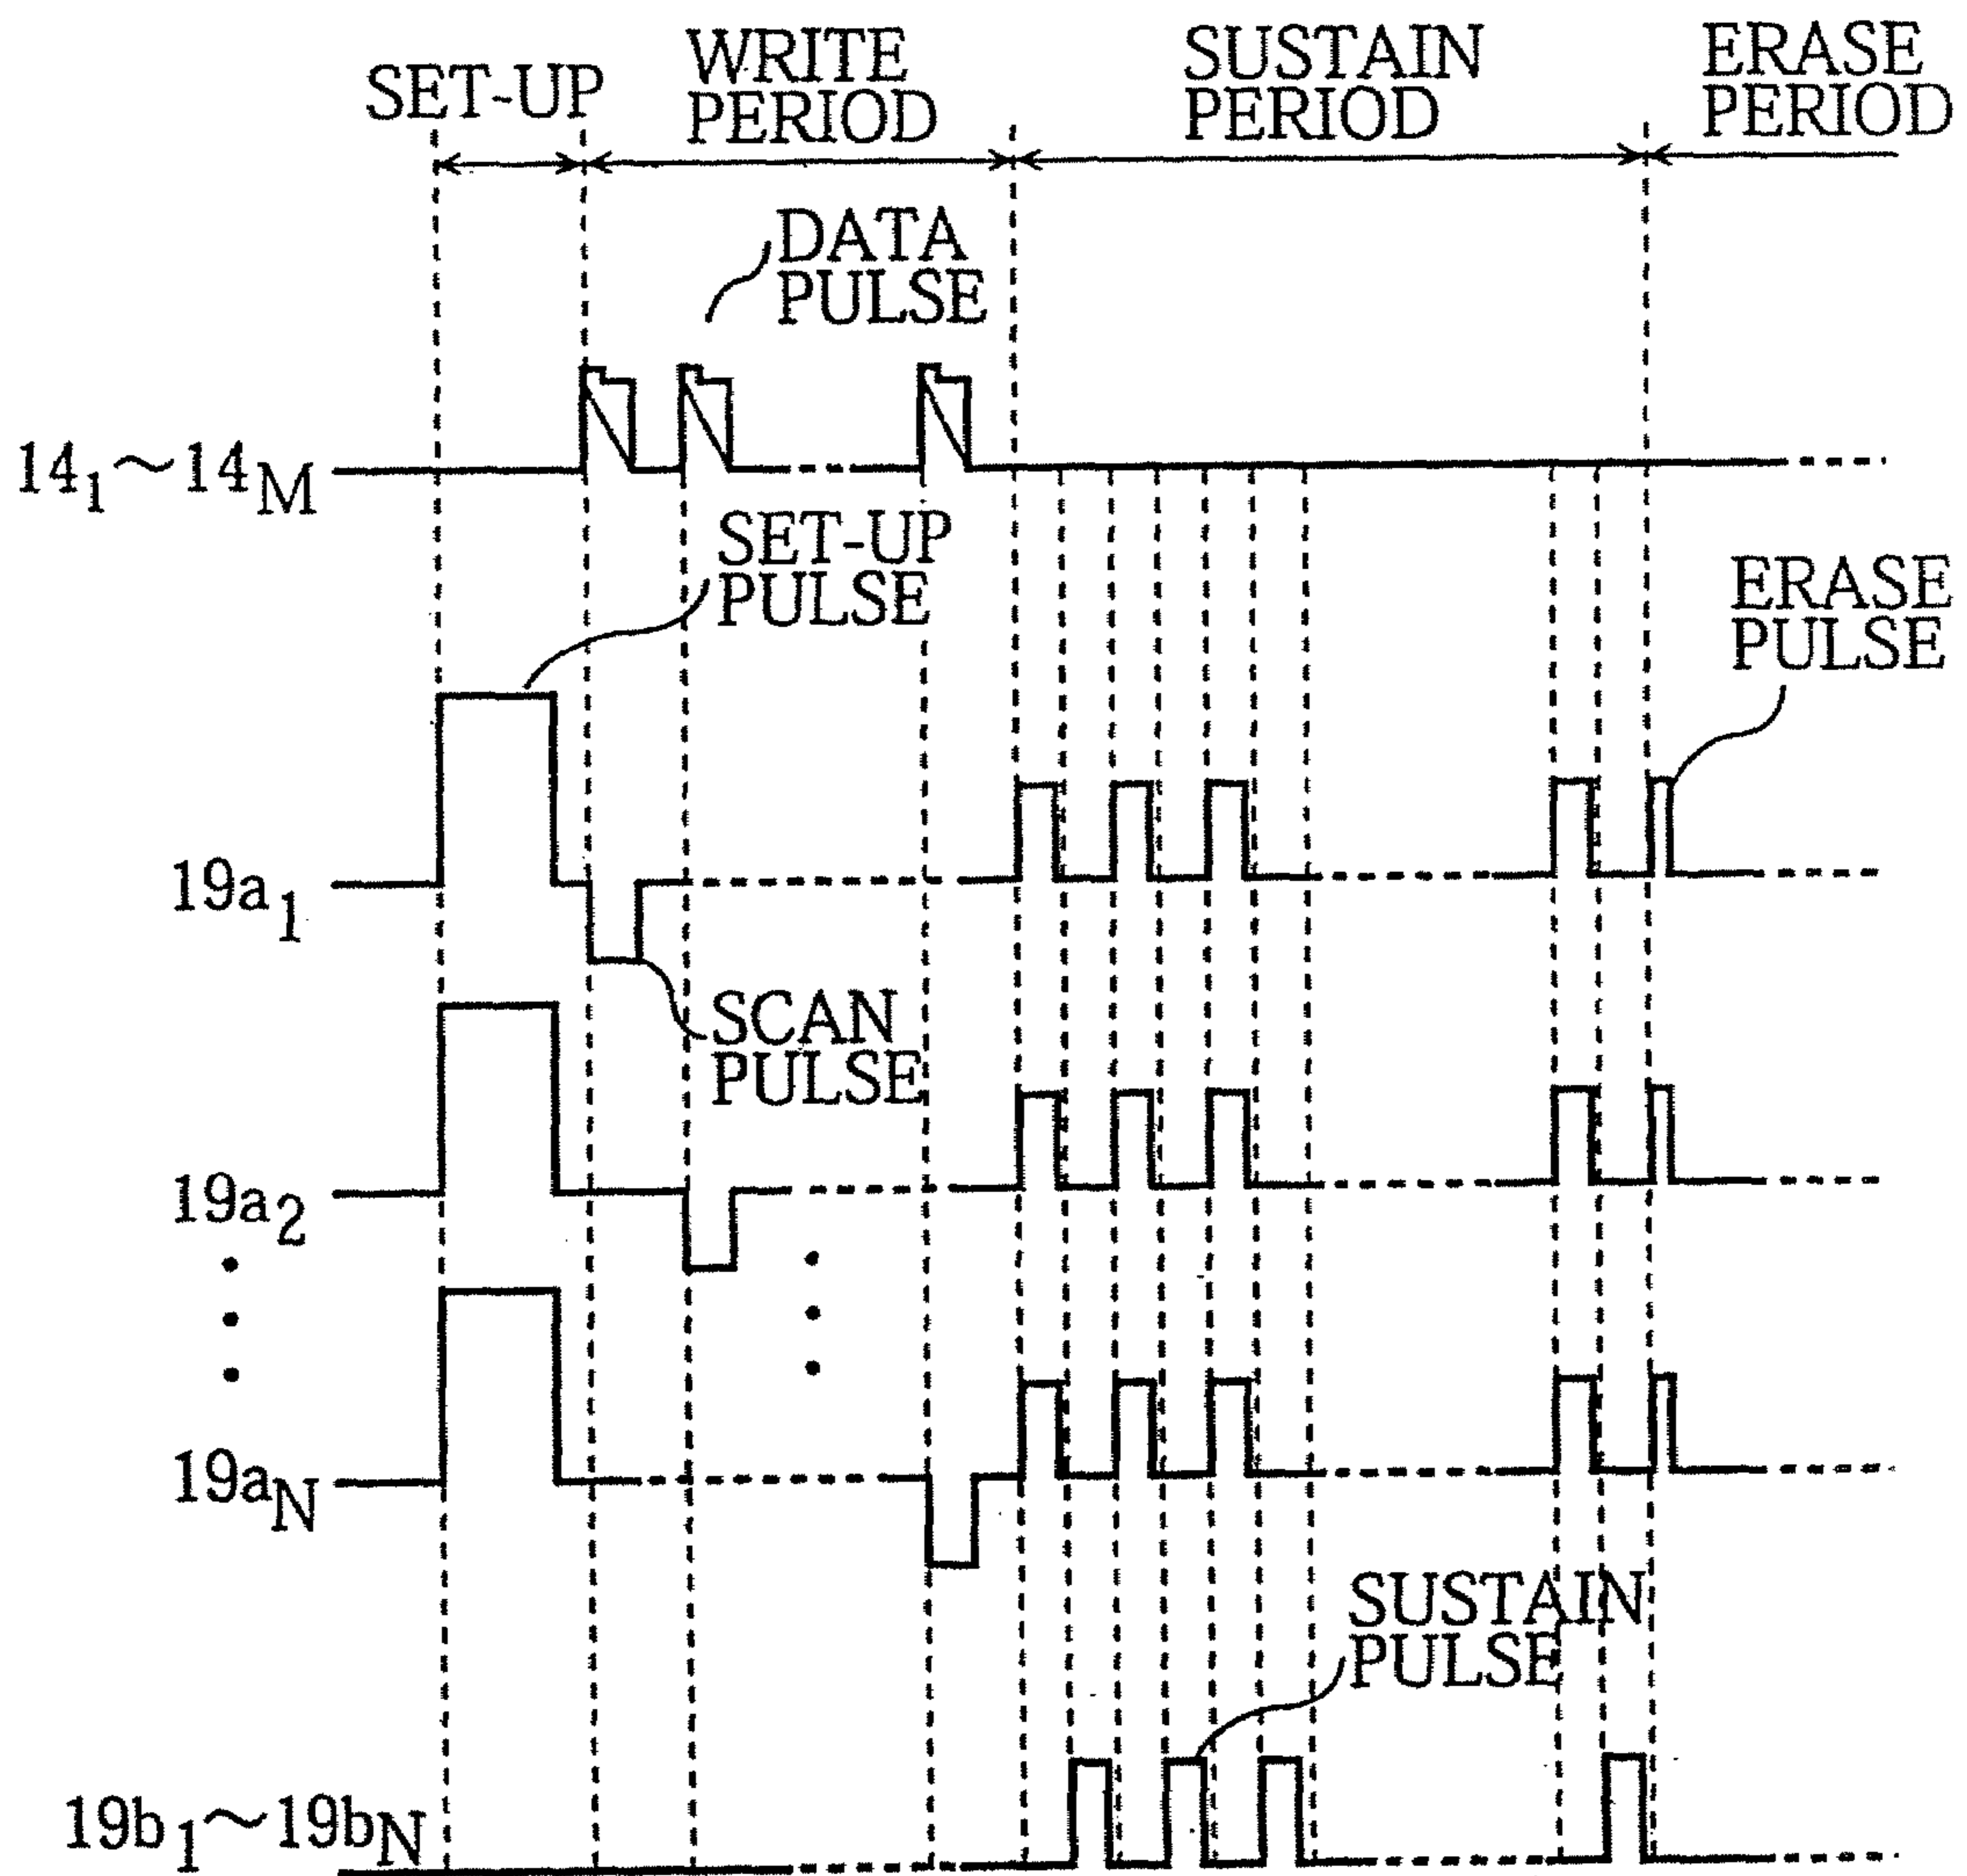 SET-UP
WRITE
PERIOD
SUSTAIN
PERIOD
ERASE
PERIOD
DATA
PULSE
14₁～14M
SET-UP
PULSE
ERASE
PULSE
19a₁
SCAN
PULSE
19a₂
19aN
SUSTAIN
PULSE
19b₁～19bN